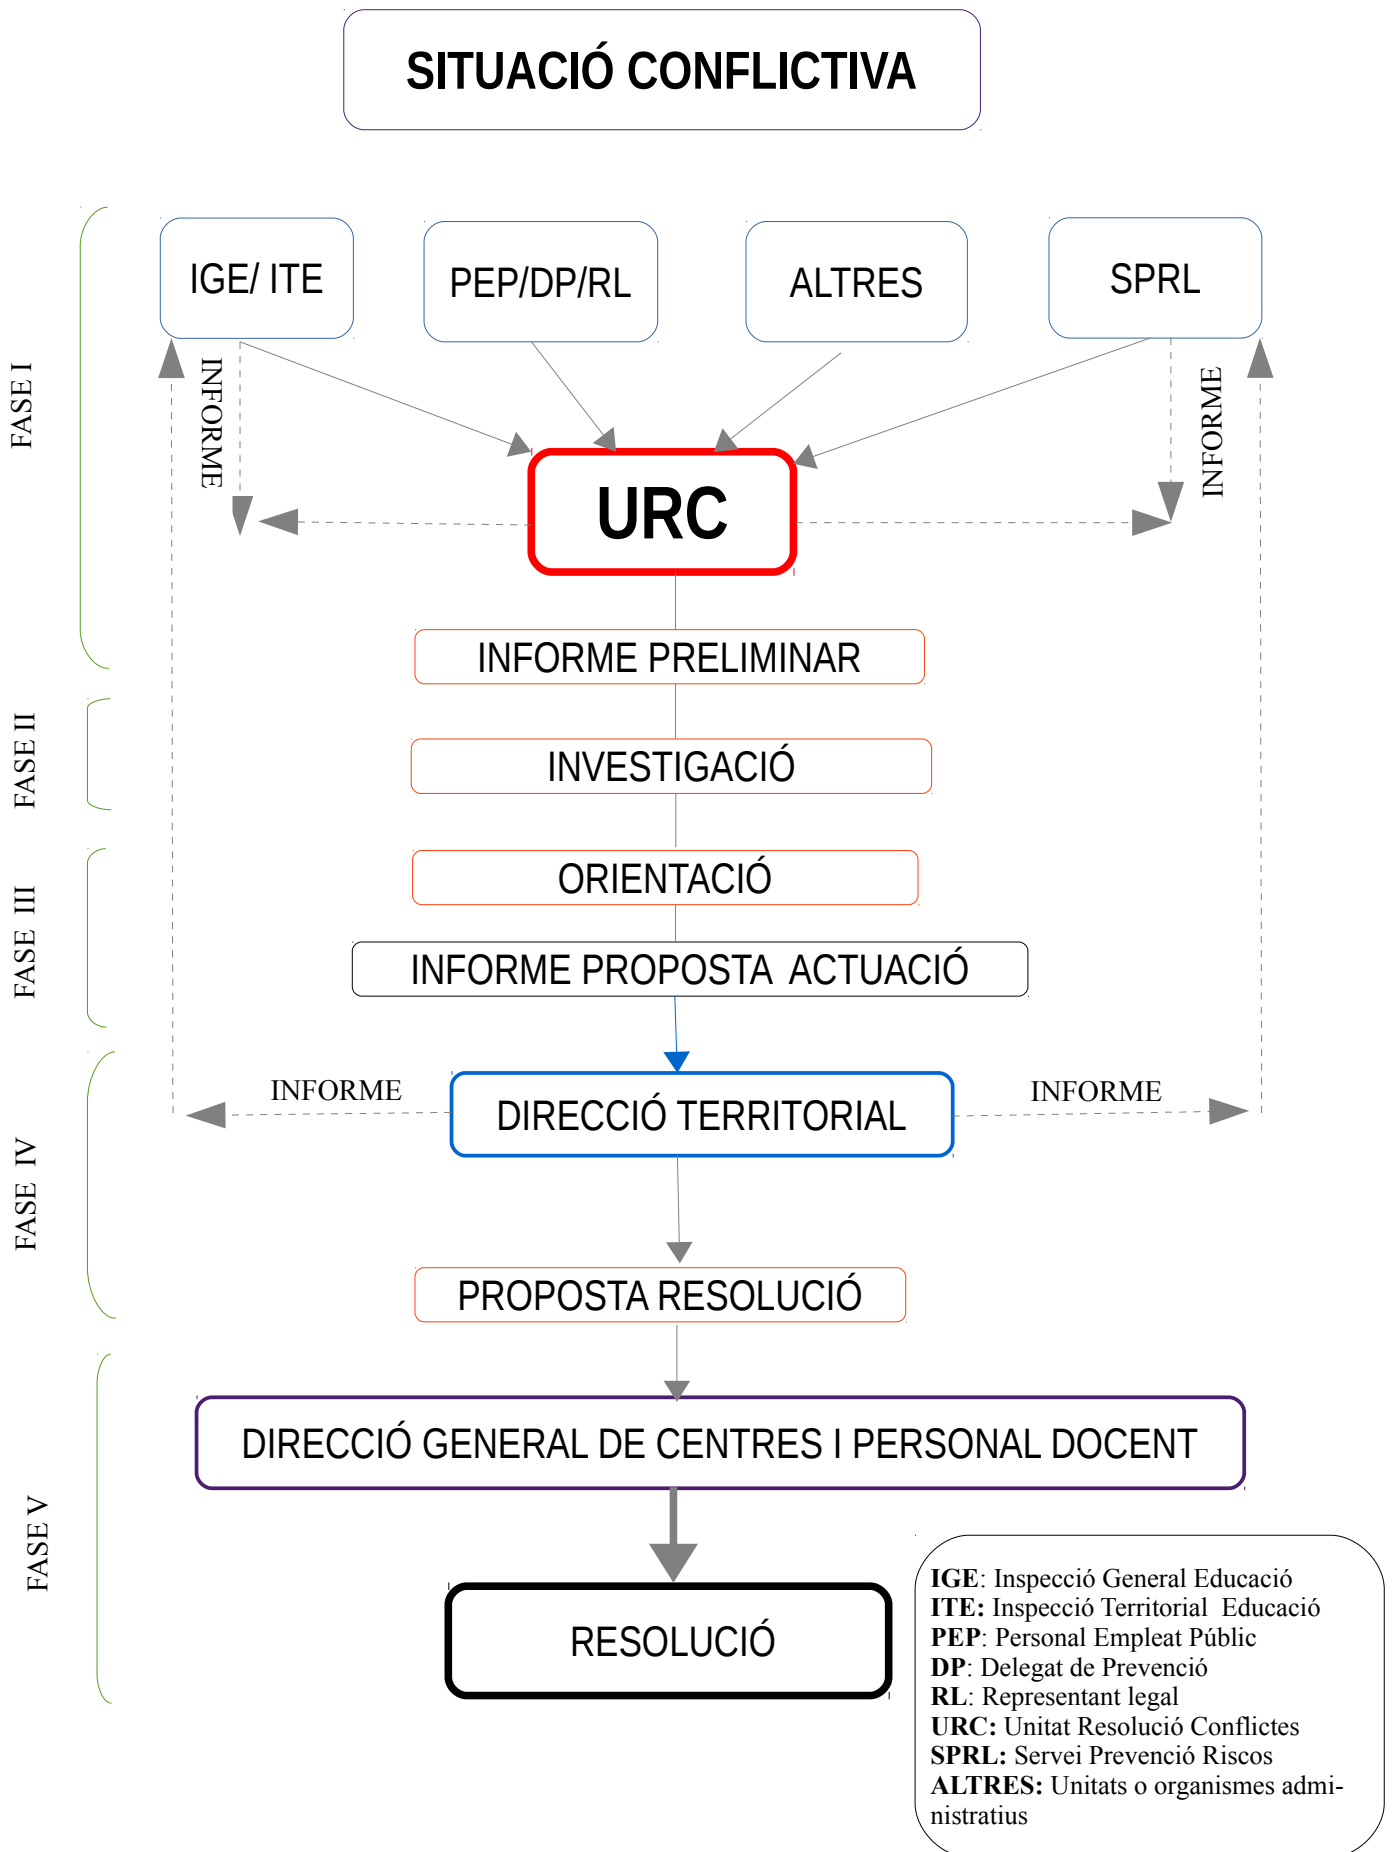 SITUACIÓ CONFLICTIVA
FASE I
IGE/ ITE
PEP/DP/RL
ALTRES
SPRL
INFORME
INFORME
URC
INFORME PRELIMINAR
FASE II
INVESTIGACIÓ
FASE III
ORIENTACIÓ
INFORME PROPOSTA ACTUACIÓ
FASE IV
INFORME
INFORME
DIRECCIÓ TERRITORIAL
PROPOSTA RESOLUCIÓ
FASE V
DIRECCIÓ GENERAL DE CENTRES I PERSONAL DOCENT
RESOLUCIÓ
IGE: Inspecció General Educació
ITE: Inspecció Territorial Educació
PEP: Personal Empleat Públic
DP: Delegat de Prevenció
RL: Representant legal
URC: Unitat Resolució Conflictes
SPRL: Servei Prevenció Riscos
ALTRES: Unitats o organismes admi-
nistratius